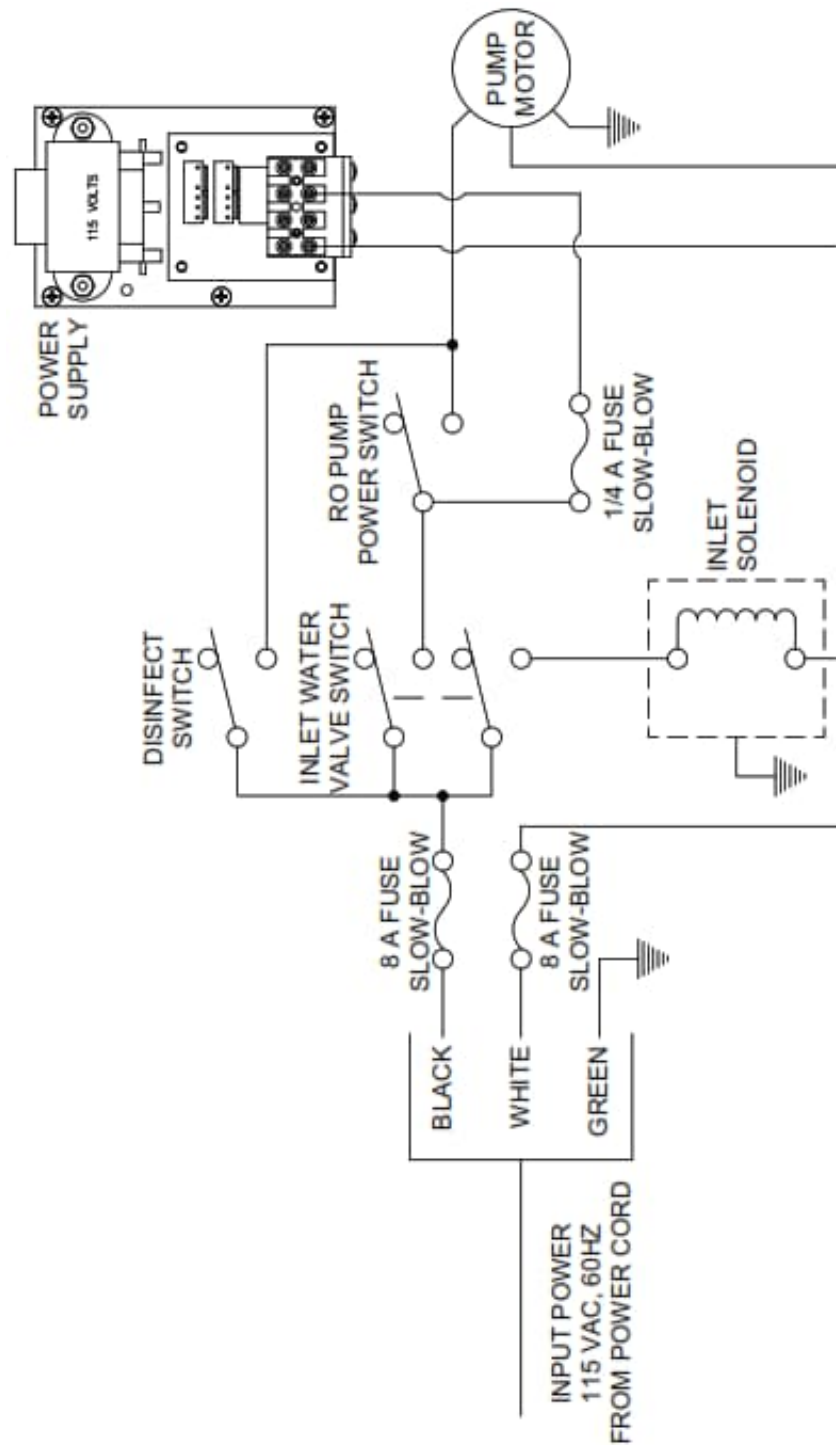 INPUT POWER
115 VAC, 60HZ
FROM POWER CORD
BLACK
WHITE
GREEN
8 A FUSE
SLOW-BLOW
8 A FUSE
SLOW-BLOW
DISINFECT
SWITCH
INLET WATER
VALVE SWITCH
INLET
SOLENOID
RO PUMP
POWER SWITCH
1/4 A FUSE
SLOW-BLOW
POWER
SUPPLY
115 VOLTS
PUMP
MOTOR